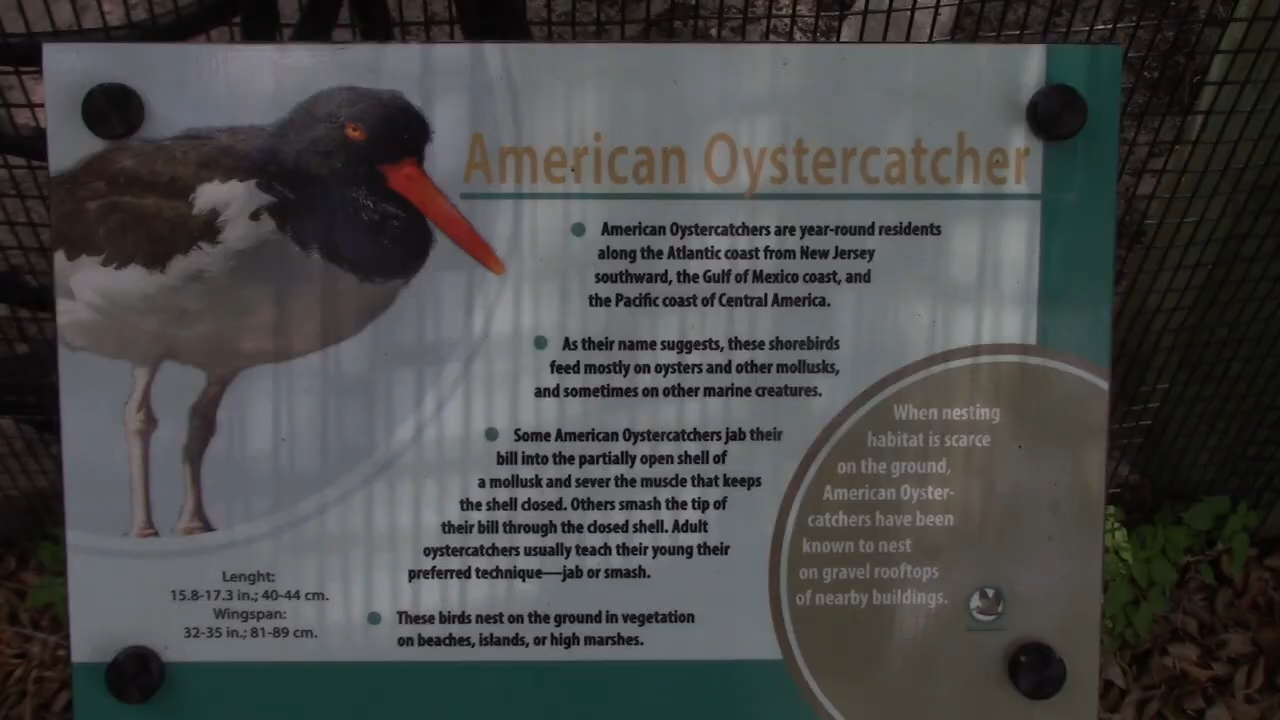 American Oystercatcher
American Oystercatchers are year-round residents
along the Atlantic coast from New Jersey
southward, the Gulf of Mexico coast, and
the Pacific coast of Central America.
As their name suggests, these shorebirds
feed mostly on oysters and other mollusks,
and sometimes on other marine creatures.
Some American Oystercatchers jab their
bill into the partially open shell of
a mollusk and sever the muscle that keeps
the shell closed. Others smash the tip of
their bill through the closed shell. Adult
oystercatchers usually teach their young their
preferred technique—jab or smash.
These birds nest on the ground in vegetation
on beaches, islands, or high marshes.
Lenght:
15.8-17.3 in.; 40-44 cm.
Wingspan:
32-35 in.; 81-89 cm.
When nesting
habitat is scarce
on the ground,
American Oyster-
catchers have been
known to nest
on gravel rooftops
of nearby buildings.